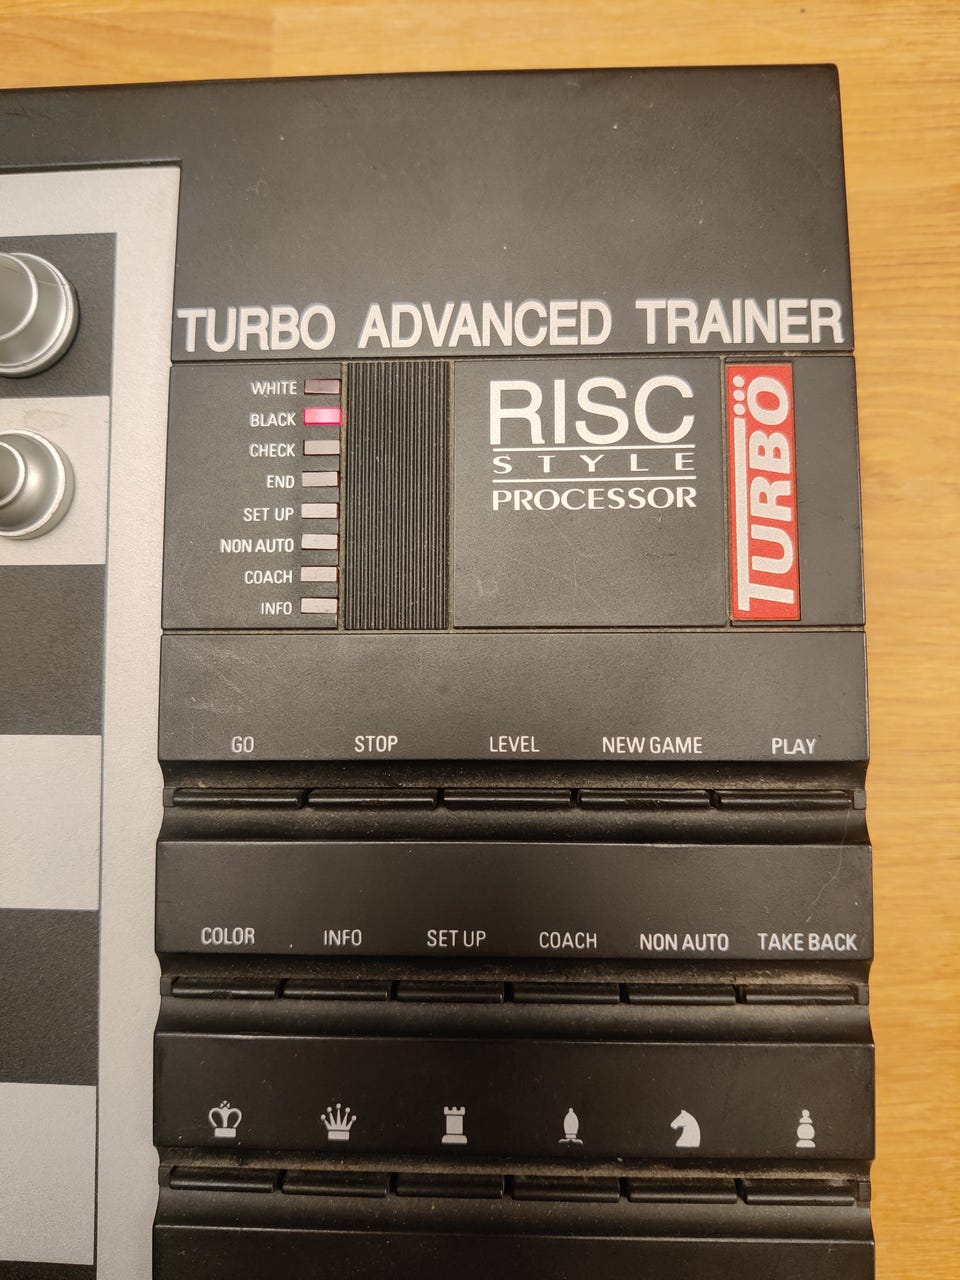 TURBO ADVANCED TRAINER
WHITE
BLACK
CHECK
END
SET UP
NON AUTO
COACH
INFO
RISC
STYLE
PROCESSOR
TURBO
GO STOP LEVEL NEW GAME PLAY
COLOR INFO SET UP COACH NON AUTO TAKE BACK